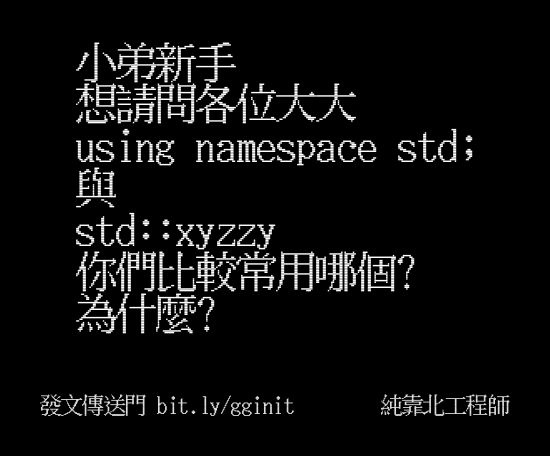 小弟新手
想請問各位大大
using namespace std;
與
std::xyzzy
你們比較常用哪個?
為什麼?
發文傳送門 bit.ly/gginit
純靠北工程師